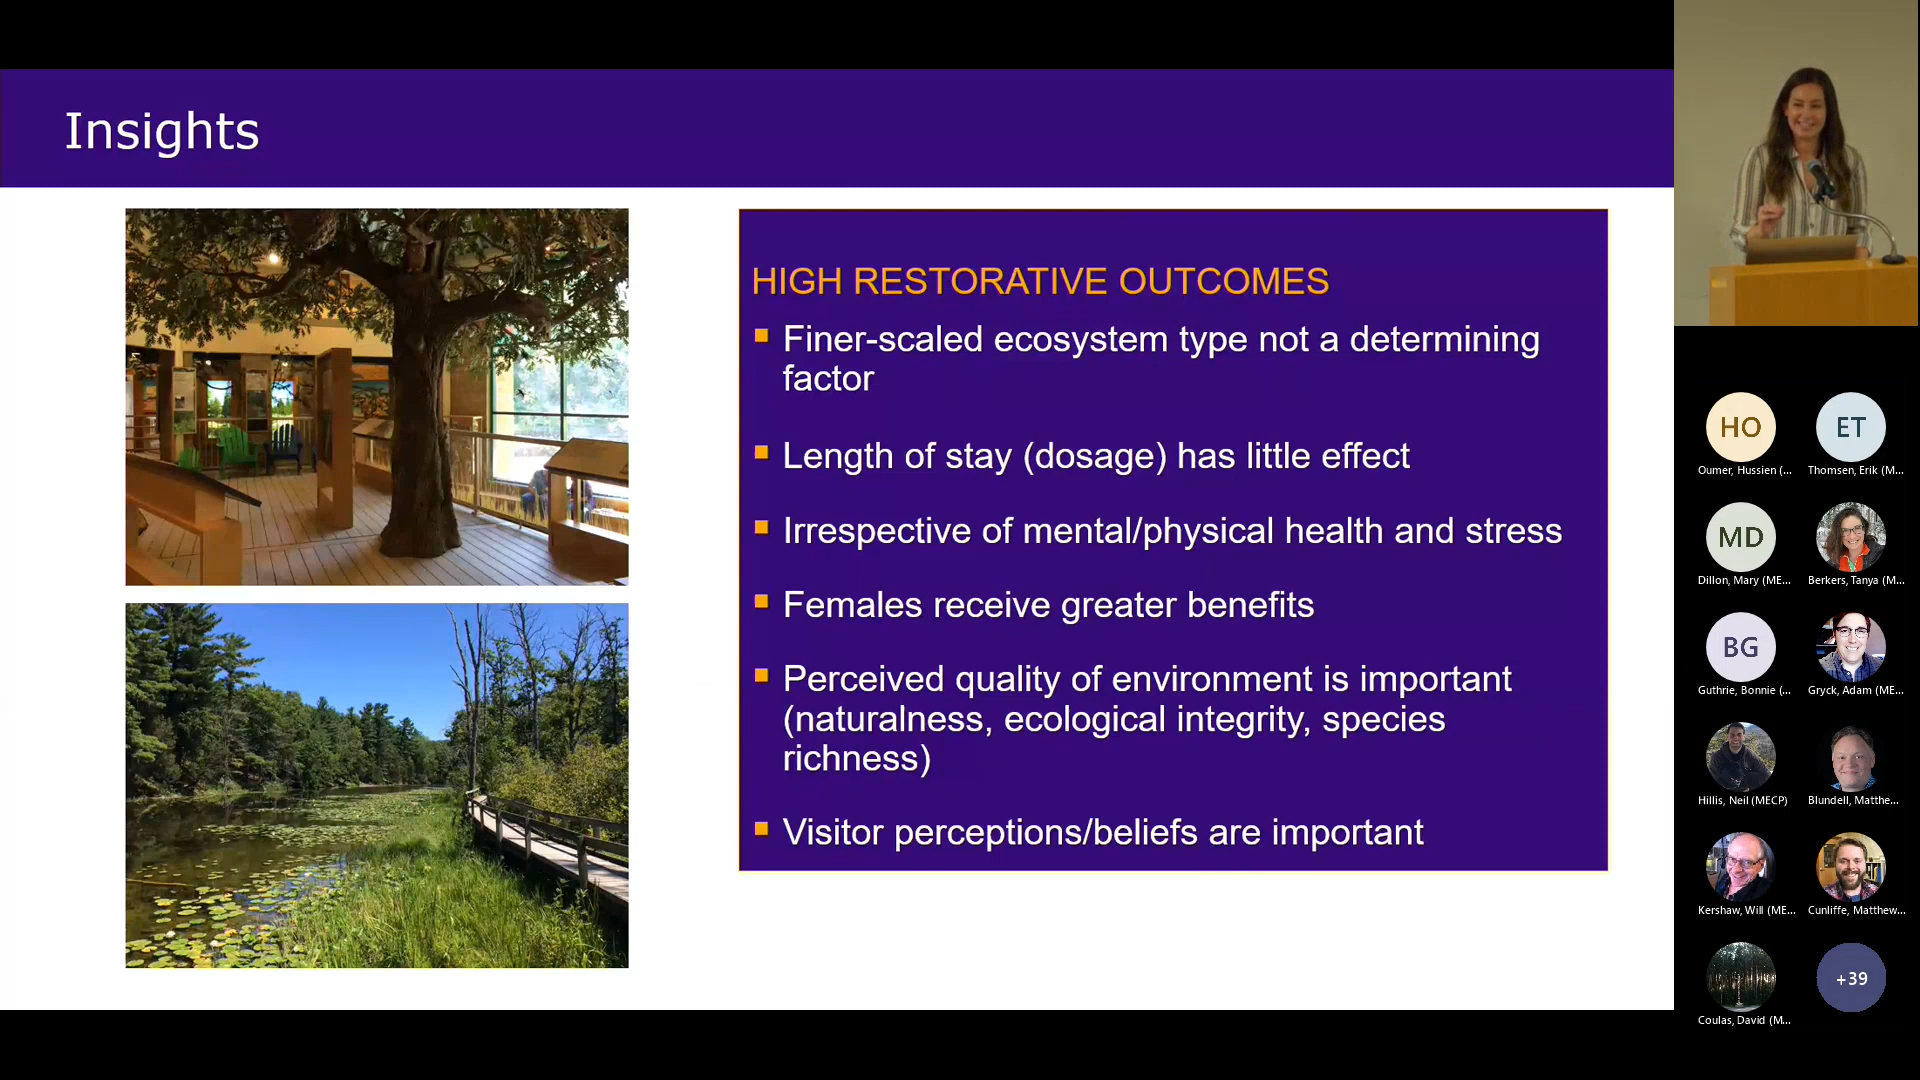 Insights
HIGH RESTORATIVE OUTCOMES
Finer-scaled ecosystem type not a determining
factor
Length of stay (dosage) has little effect
Irrespective of mental/physical health and stress
Females receive greater benefits
Perceived quality of environment is important
(naturalness, ecological integrity, species
richness)
Visitor perceptions/beliefs are important
HO
ET
Oumer, Hussien (...
Thomsen, Erik (M...
MD
Dillon, Mary (ME...
Berkers, Tanya (M...
BG
Guthrie, Bonnie (...
Gryck, Adam (ME...
Hillis, Neil (MECP)
Blundell, Matthe...
Kershaw, Will (ME...
Cunliffe, Matthew...
+39
Coulas, David (M...